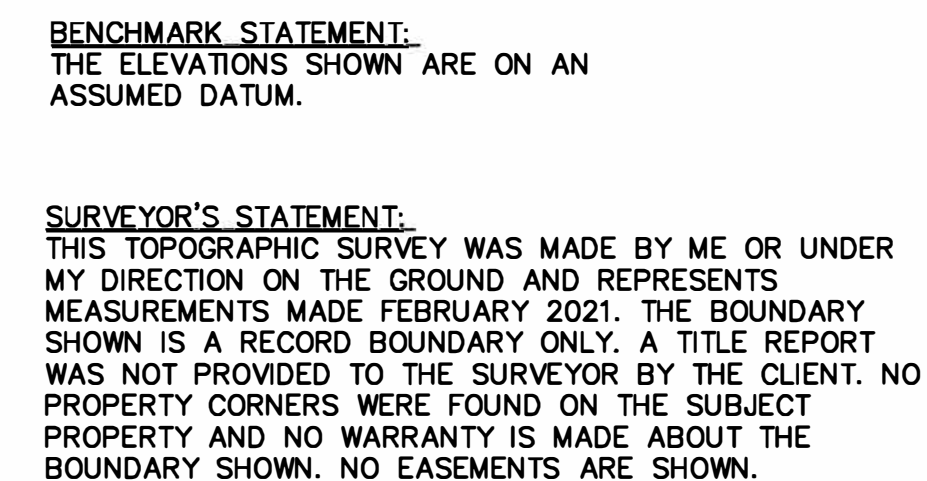 BENCHMARK STATEMENT:
THE ELEVATIONS SHOWN ARE ON AN
ASSUMED DATUM.
SURVEYOR'S STATEMENT:
THIS TOPOGRAPHIC SURVEY WAS MADE BY ME OR UNDER
MY DIRECTION ON THE GROUND AND REPRESENTS
MEASUREMENTS MADE FEBRUARY 2021. THE BOUNDARY
SHOWN IS A RECORD BOUNDARY ONLY. A TITLE REPORT
WAS NOT PROVIDED TO THE SURVEYOR BY THE CLIENT. NO
PROPERTY CORNERS WERE FOUND ON THE SUBJECT
PROPERTY AND NO WARRANTY IS MADE ABOUT THE
BOUNDARY SHOWN. NO EASEMENTS ARE SHOWN.